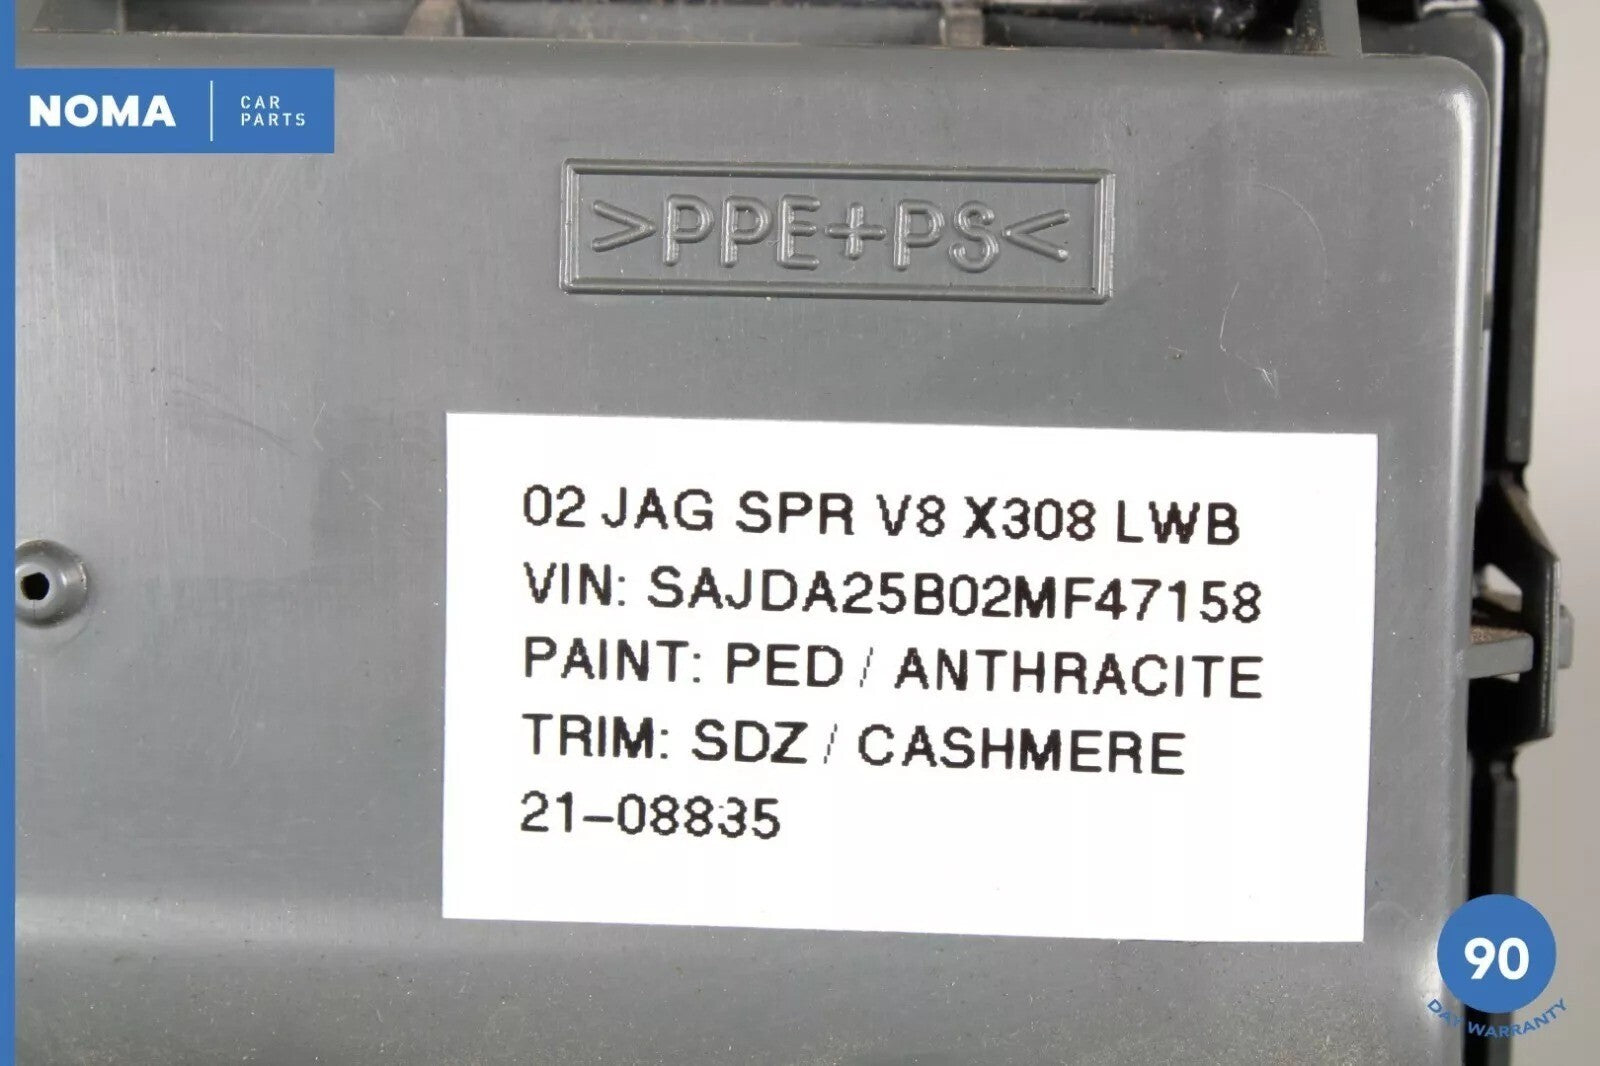 NOMA
CAR
PARTS
>PPE+PS<
02 JAG SPR V8 X308 LWB
VIN: SAJDA25B02MF47158
PAINT: PED / ANTHRACITE
TRIM: SDZ / CASHMERE
21-08835
90
DAY WARRANTY